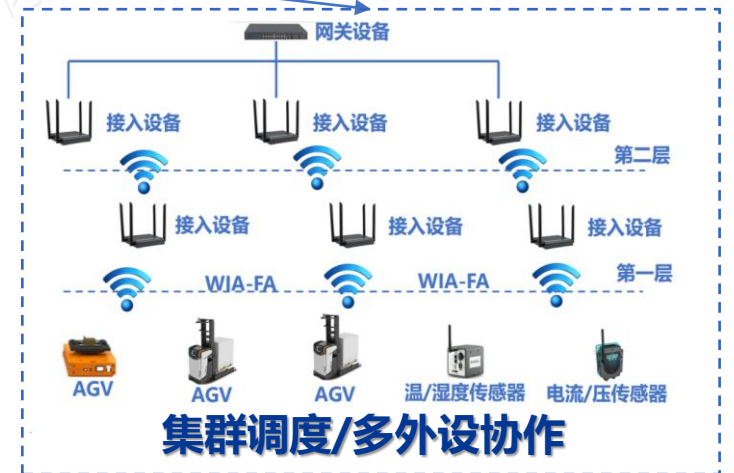 网关设备
接入设备 接入设备 接入设备
第二层
接入设备 接入设备 接入设备
第一层
WIA-FA WIA-FA
AGV AGV AGV 温/湿度传感器 电流/压传感器
集群调度/多外设协作